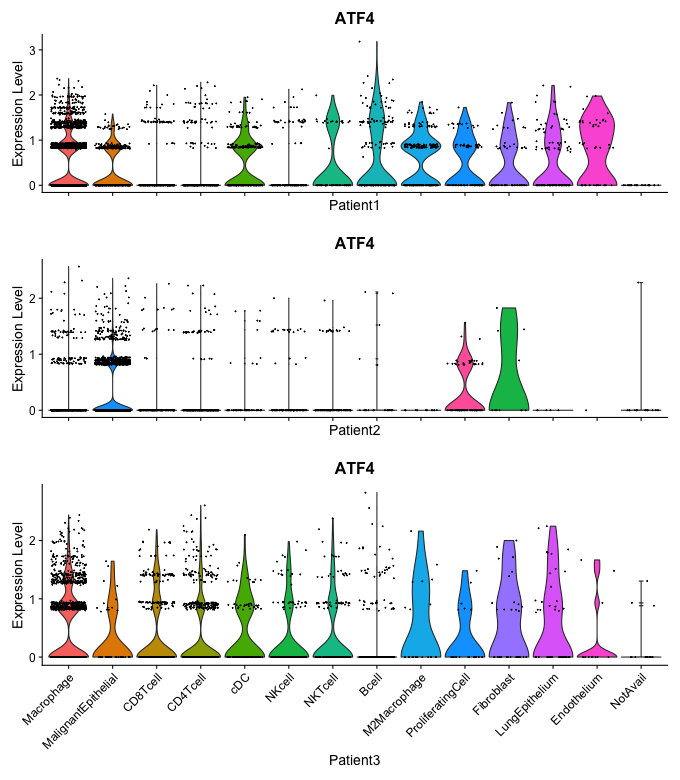 ATF4
Expression Level
3
2
1
0
Patient1
ATF4
Expression Level
2
1
0
Patient2
ATF4
Expression Level
2
1
0
Macrophage
MalignantEpithelial
CD8Tcell
CD4Tcell
cDC
NKcell
NKTcell
Bcell
M2Macrophage
ProliferatingCell
Fibroblast
LungEpithelium
Endothelium
NotAvail
Patient3